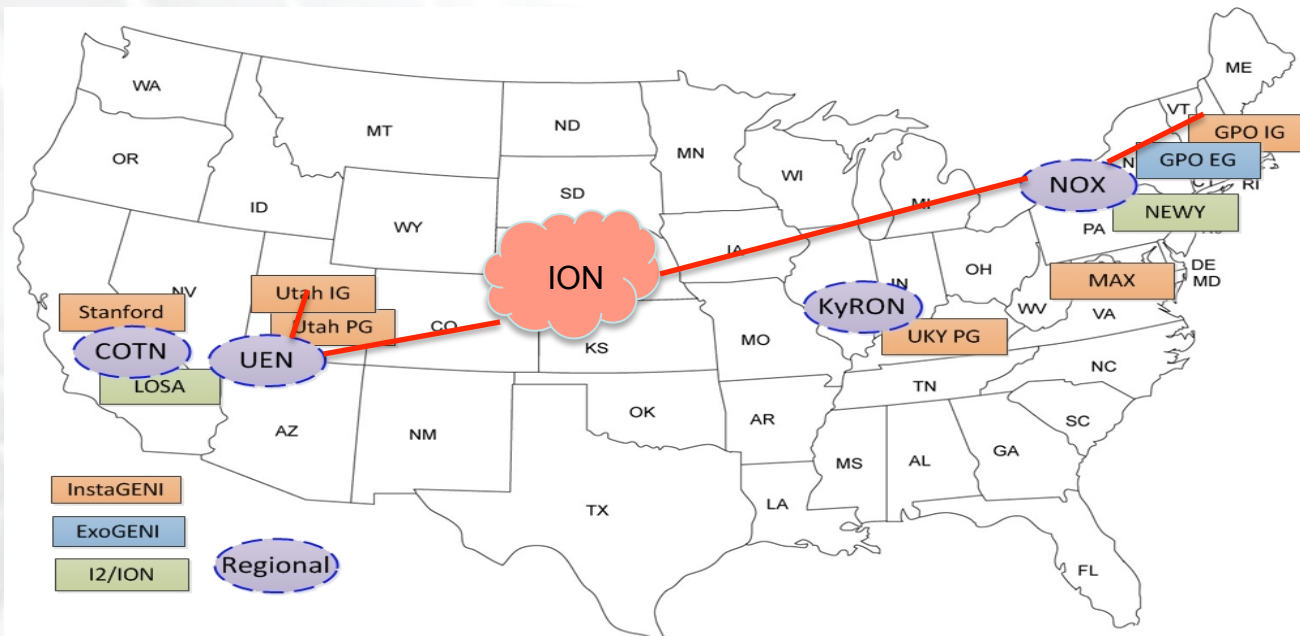 ME
WA
VT
MT
ND
GPO IG
MN
OR
GPO EG
N
WI
NOX
SD
MI
CT
RI
ID
WY
NEWY
PA
IA
ION
OH
DE
NV
Utah IG
IN
MAX
MD
Stanford
KyRON
WV
Utah PG
CO
VA
UKY PG
MO
COTN
UEN
KS
LOSA
NC
TN
OK
AR
AZ
NM
SC
MS
AL
GA
InstaGENI
LA
TX
ExoGENI
Regional
I2/ION
FL